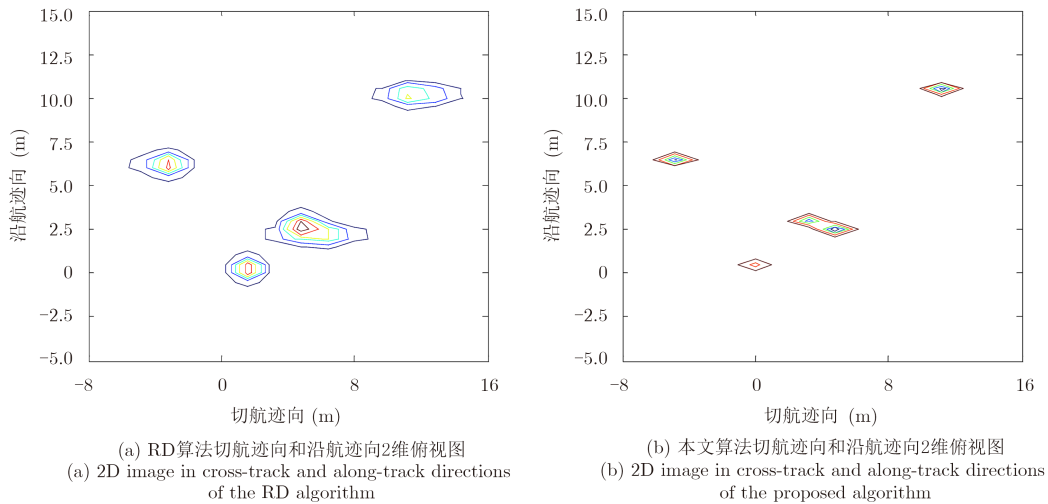 15.0
12.5
10.0
7.5
5.0
2.5
0
−2.5
−5.0
沿航迹向 (m)
−8
0
8
16
切航迹向 (m)
(a) RD算法切航迹向和沿航迹向2维俯视图
(a) 2D image in cross-track and along-track directions
of the RD algorithm
15.0
12.5
10.0
7.5
5.0
2.5
0
−2.5
−5.0
沿航迹向 (m)
−8
0
8
16
切航迹向 (m)
(b) 本文算法切航迹向和沿航迹向2维俯视图
(b) 2D image in cross-track and along-track directions
of the proposed algorithm